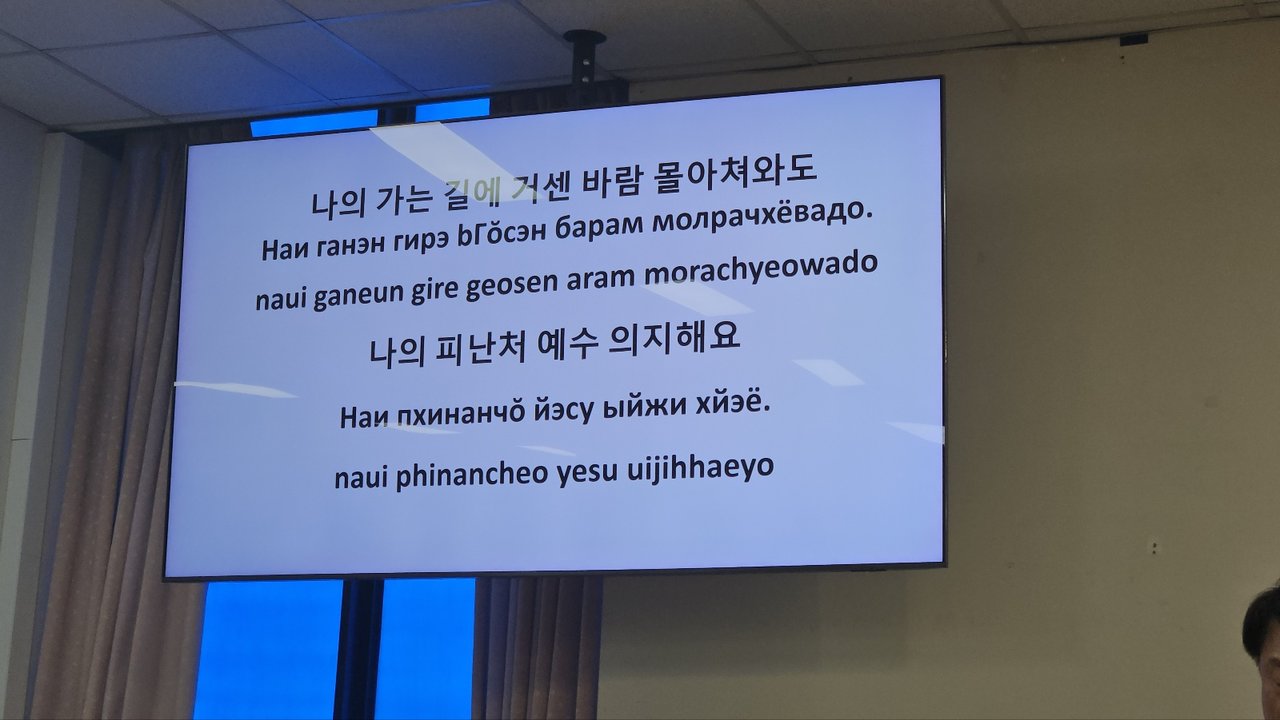 나의 가는 길에 거센 바람 몰아쳐와도
Наи ганэн гирэ bГŏсэн барам молрачхёвадо.
naui ganeun gire geosen aram morachyeowado
나의 피난처 예수 의지해요
Наи пхинанчŏ йэсу ыйжи хйэё.
naui phinancheo yesu uijihhaeyo